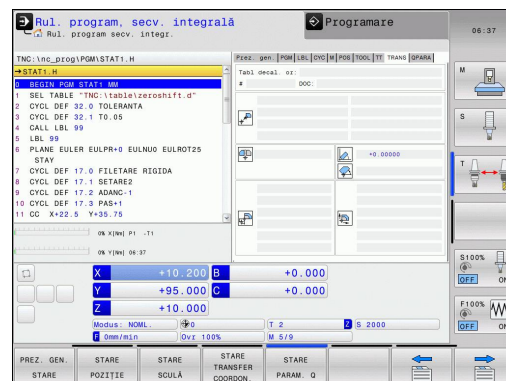 Rul. program, secv. integrală
Rul. program secv. integr.
Programare
06:37
TNC:\nc_prog\PGM\STAT1.H
→STAT1.H
0 BEGIN PGM STAT1 MM
1 SEL TABLE "TNC:\table\zeroshift.d"
2 CYCL DEF 32.0 TOLERANTA
3 CYCL DEF 32.1 T0.05
4 CALL LBL 99
5 LBL 99
6 PLANE EULER EULPR+0 EULNU0 EULROT25
STAY
7 CYCL DEF 17.0 FILETARE RIGIDA
8 CYCL DEF 17.1 SETARE2
9 CYCL DEF 17.2 ADANC-1
10 CYCL DEF 17.3 PAS+1
11 CC X+22.5 Y+35.75
Prez. gen. PGM LBL CYC M POS TOOL TT TRANS QPARA
Tabl decal. or:
# DOC:
+0.00000
0% X[Nm] P1 -T1
0% Y[Nm] 06:37
X +10.200 B +0.000
Y +95.000 C +0.000
Z +10.000
Modus: NOML. 0 T 2 Z S 2000
F 0mm/min Ovr 100% M 5/9
M
S
T
S100%
OFF ON
F100%
OFF ON
PREZ. GEN. STARE
STARE POZIŢIE
STARE SCULĂ
STARE TRANSFER COORDON.
STARE PARAM. Q